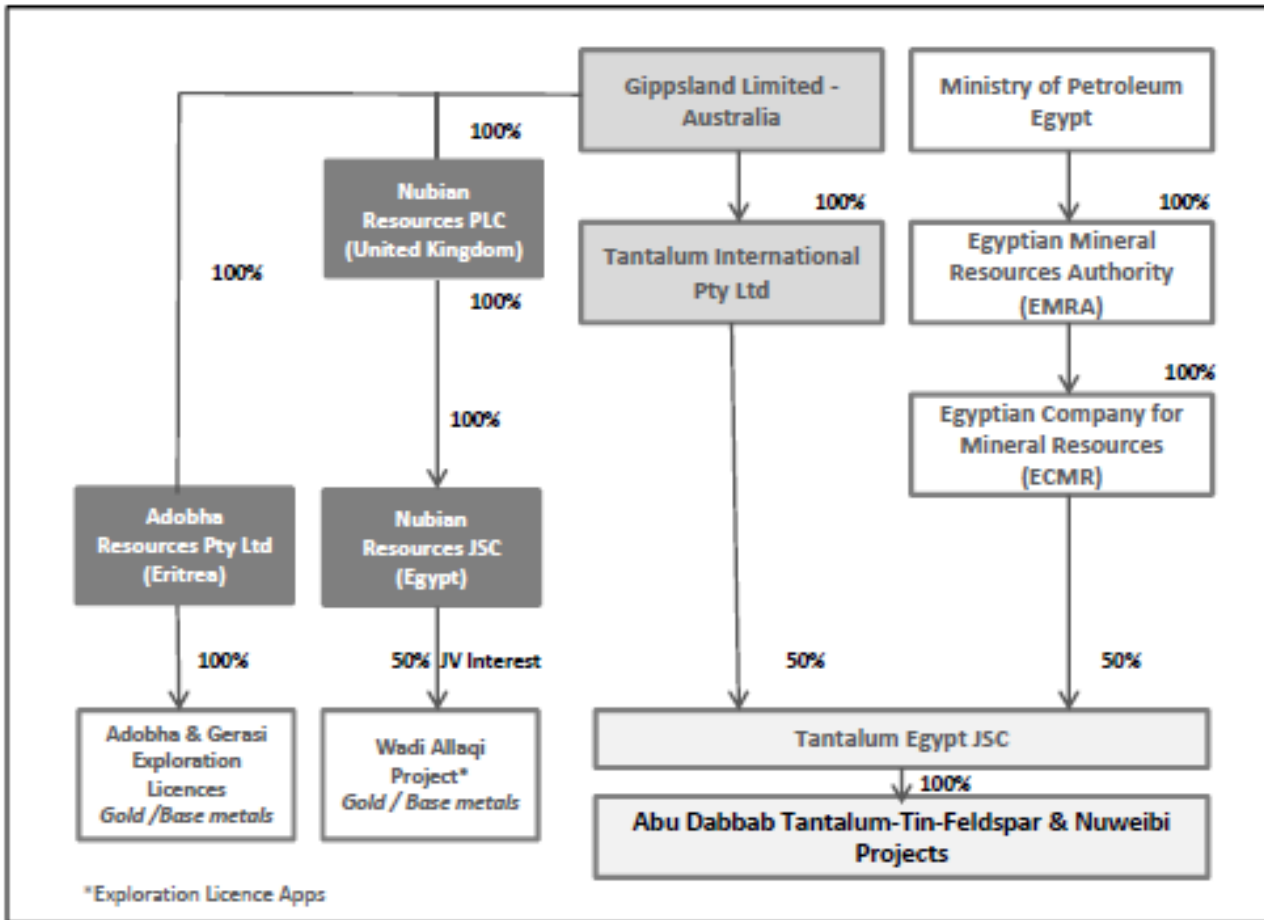 Gippsland Limited -
Australia
Ministry of Petroleum
Egypt
100%
Nubian
Resources PLC
(United Kingdom)
100%
100%
100%
Tantalum International
Pty Ltd
Egyptian Mineral
Resources Authority
(EMRA)
100%
100%
100%
Egyptian Company for
Mineral Resources
(ECMR)
Adobha
Resources Pty Ltd
(Eritrea)
Nubian
Resources JSC
(Egypt)
100%
50% JV Interest
50%
50%
Adobha & Gerasi
Exploration
Licences
Gold /Base metals
Wadi Allaqi
Project*
Gold / Base metals
Tantalum Egypt JSC
100%
Abu Dabbab Tantalum-Tin-Feldspar & Nuweibi
Projects
*Exploration Licence Apps